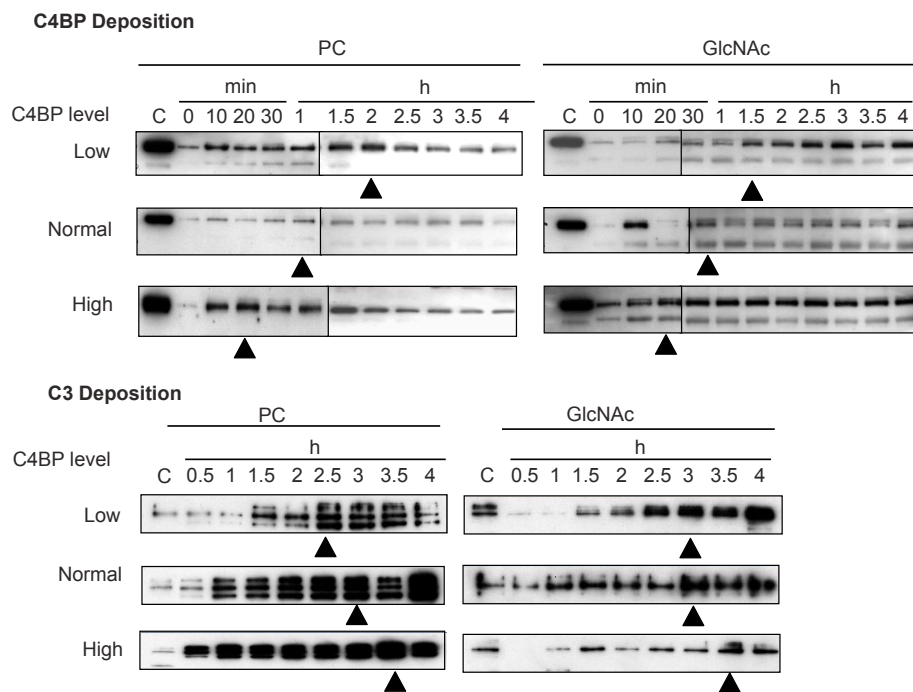 C4BP Deposition
PC GlcNAc
min h min h
C4BP level C 0 10 20 30 1 1.5 2 2.5 3 3.5 4 C 0 10 20 30 1 1.5 2 2.5 3 3.5 4
Low
Normal
High
C3 Deposition
PC GlcNAc
h h
C4BP level C 0.5 1 1.5 2 2.5 3 3.5 4 C 0.5 1 1.5 2 2.5 3 3.5 4
Low
Normal
High